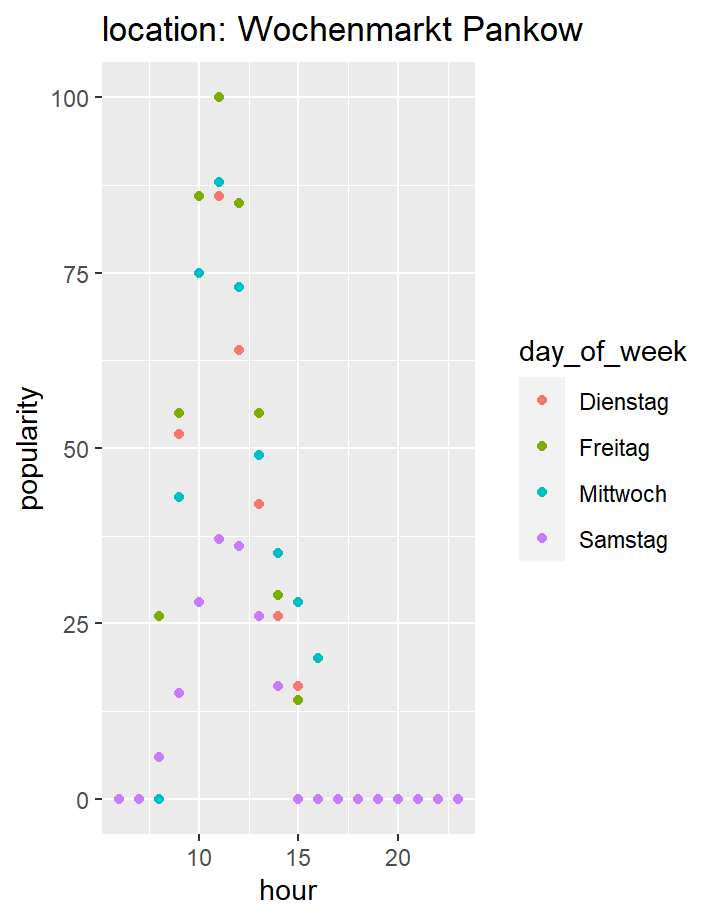 location: Wochenmarkt Pankow
100
75
50
25
0
popularity
10 15 20
hour
day_of_week
Dienstag
Freitag
Mittwoch
Samstag